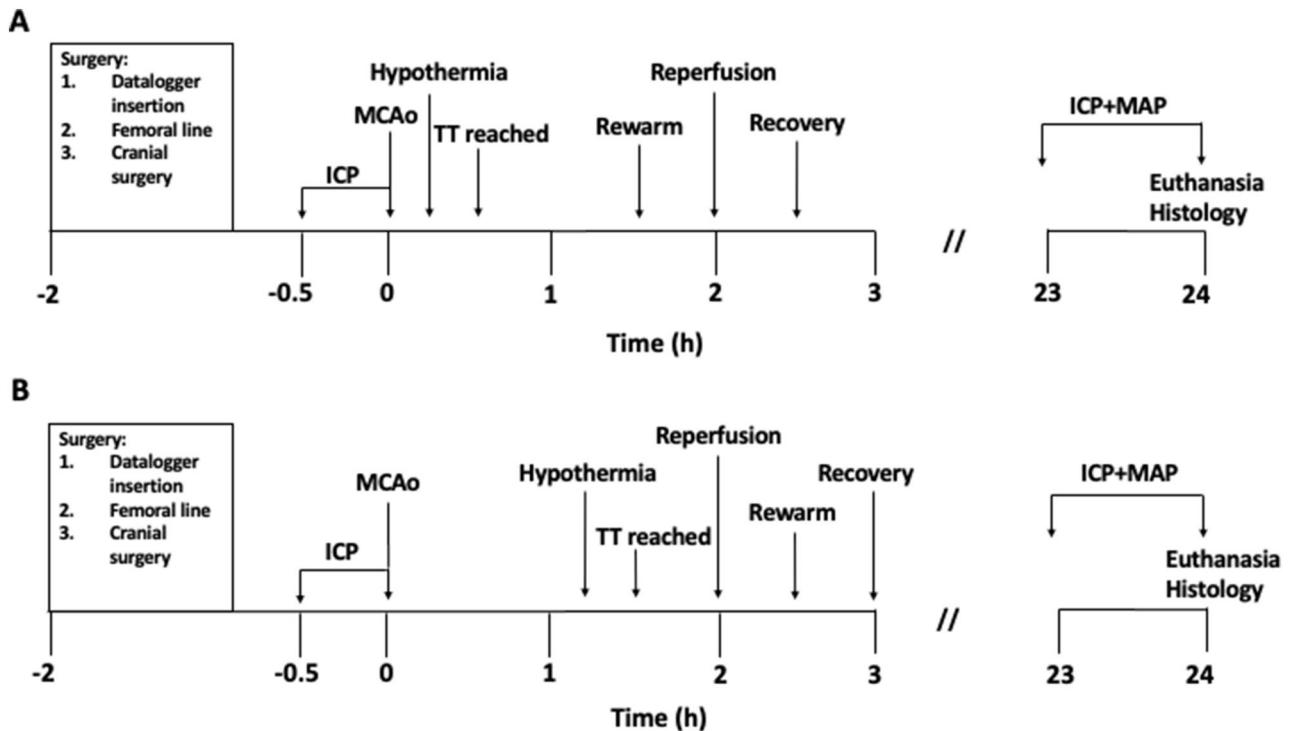 A
Surgery:
1. Datalogger
insertion
2. Femoral line
3. Cranial
surgery
Hypothermia
Reperfusion
MCAo
TT reached
Rewarm
Recovery
ICP
ICP+MAP
Euthanasia
Histology
//
-2
-0.5
0
1
2
3
23
24
Time (h)
B
Surgery:
1. Datalogger
insertion
2. Femoral line
3. Cranial
surgery
Reperfusion
Hypothermia
Recovery
MCAo
Rewarm
TT reached
ICP
ICP+MAP
Euthanasia
Histology
//
-2
-0.5
0
1
2
3
23
24
Time (h)